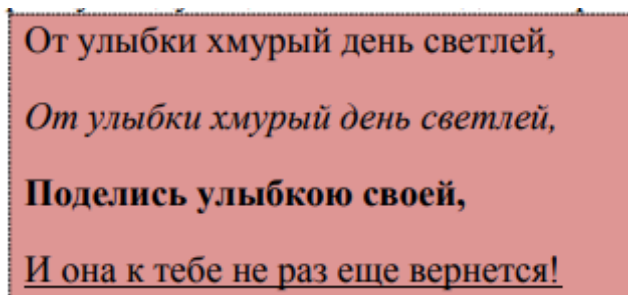 От улыбки хмурый день светлей,
От улыбки хмурый день светлей,
Поделись улыбкою своей,
И она к тебе не раз еще вернется!